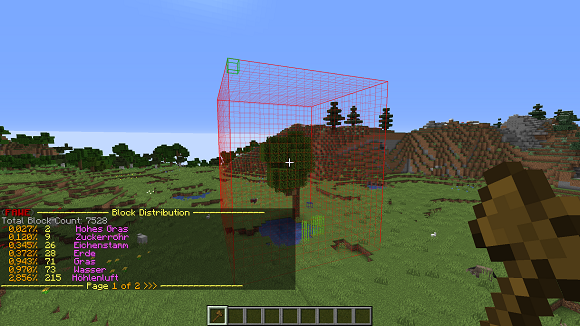 [FAWE] Block Distribution
Total Block Count: 7528
0,027% 2 Hohes Gras
0,120% 9 Zuckerrohr
0,345% 26 Eichenstamm
0,372% 28 Erde
0,943% 71 Gras
0,970% 73 Wasser
2,856% 215 Höhlenluft
Page 1 of 2 >>>